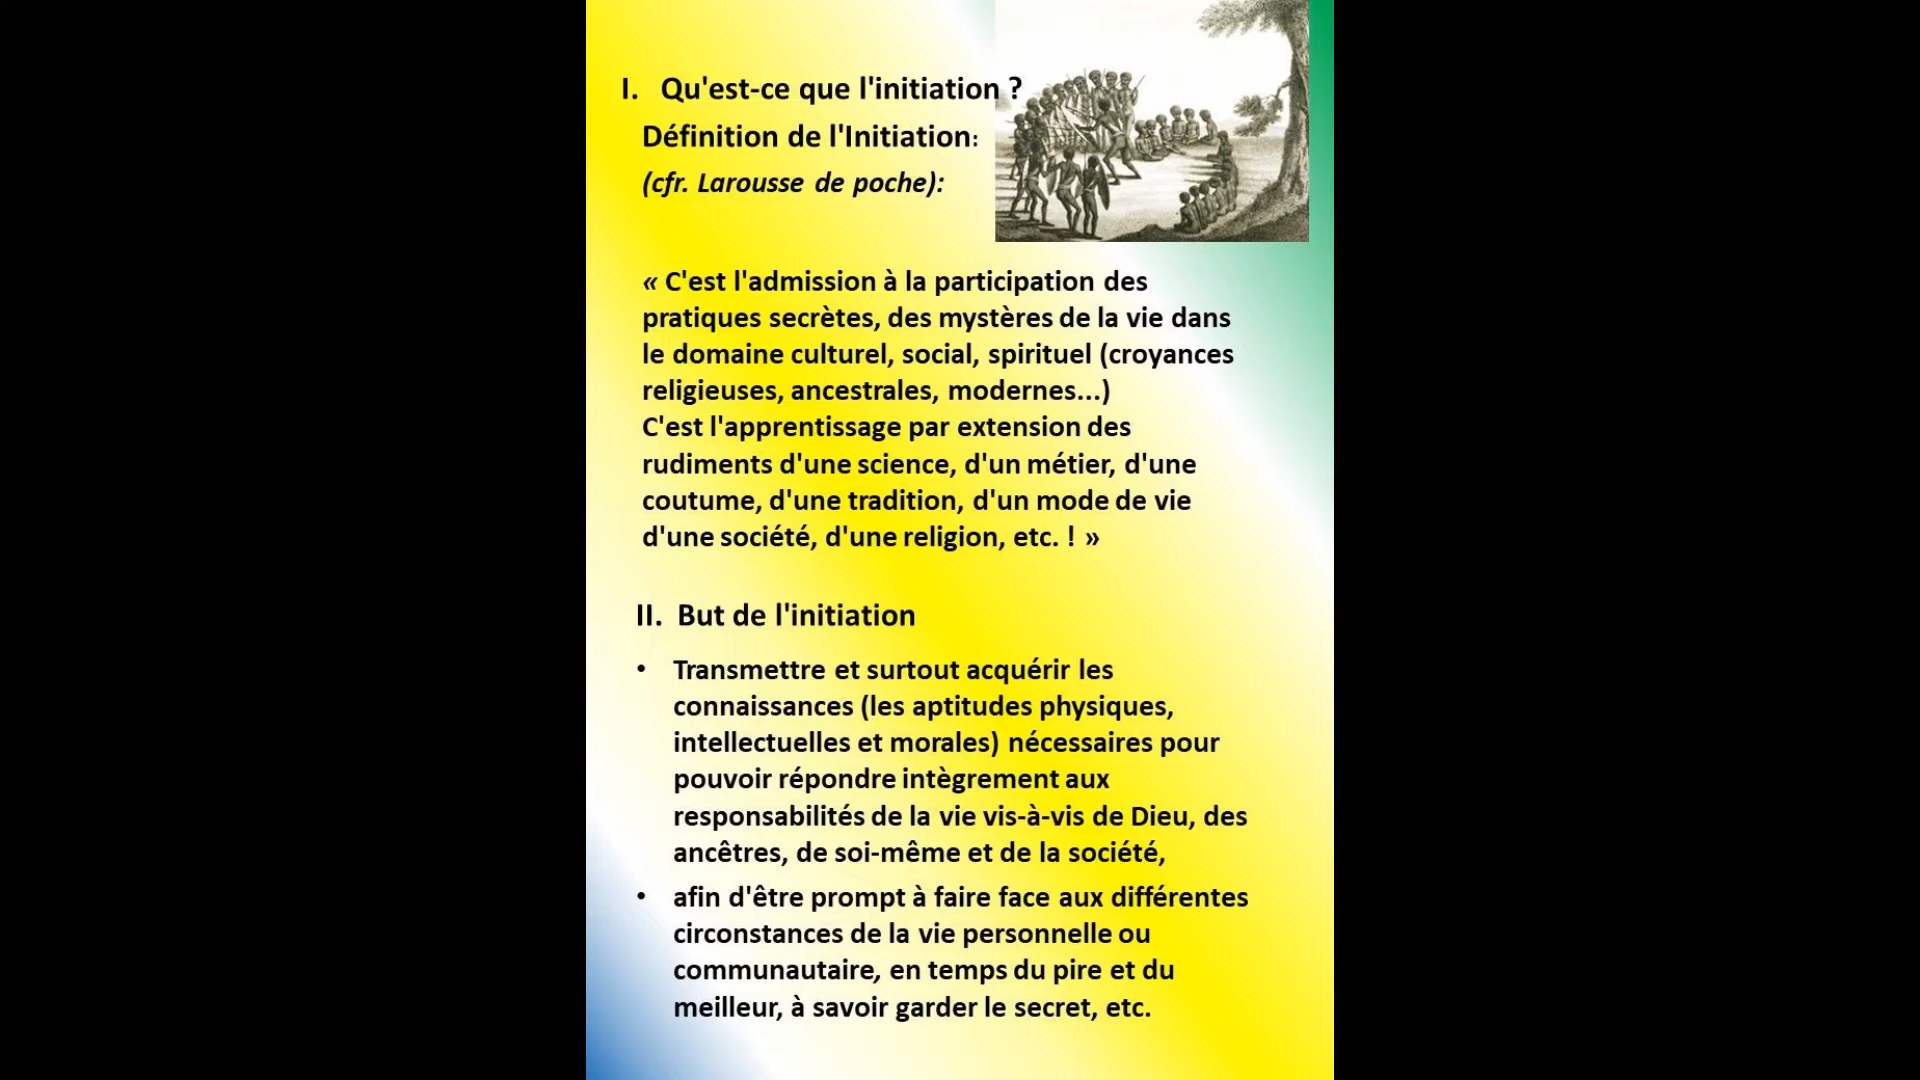 I. Qu'est-ce que l'initiation ?
Définition de l'Initiation:
(cfr. Larousse de poche):
« C'est l'admission à la participation des
pratiques secrètes, des mystères de la vie dans
le domaine culturel, social, spirituel (croyances
religieuses, ancestrales, modernes...)
C'est l'apprentissage par extension des
rudiments d'une science, d'un métier, d'une
coutume, d'une tradition, d'un mode de vie
d'une société, d'une religion, etc. ! »
II. But de l'initiation
• Transmettre et surtout acquérir les
connaissances (les aptitudes physiques,
intellectuelles et morales) nécessaires pour
pouvoir répondre intègrement aux
responsabilités de la vie vis-à-vis de Dieu, des
ancêtres, de soi-même et de la société,
• afin d'être prompt à faire face aux différentes
circonstances de la vie personnelle ou
communautaire, en temps du pire et du
meilleur, à savoir garder le secret, etc.